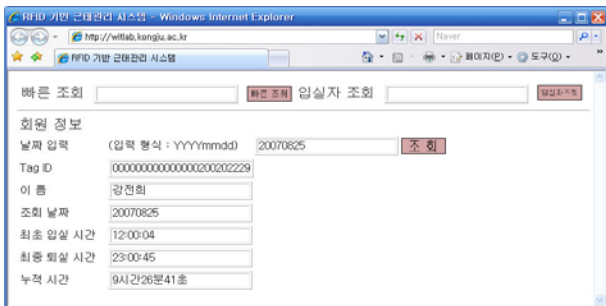 RFID 기반 근태관리 시스템 - Windows Internet Explorer
http://witlab.kongju.ac.kr Naver
RFID 기반 근태관리 시스템 페이지(P) 도구(O)
빠른 조회 빠른 조회 입실자 조회 입실자조회
회원 정보
날짜 입력 (입력 형식 : YYYYmmdd) 20070825 조 회
Tag ID 00000000000000200202229
이 름 강전희
조회 날짜 20070825
최초 입실 시간 12:00:04
최종 퇴실 시간 23:00:45
누적 시간 9시간26분41초